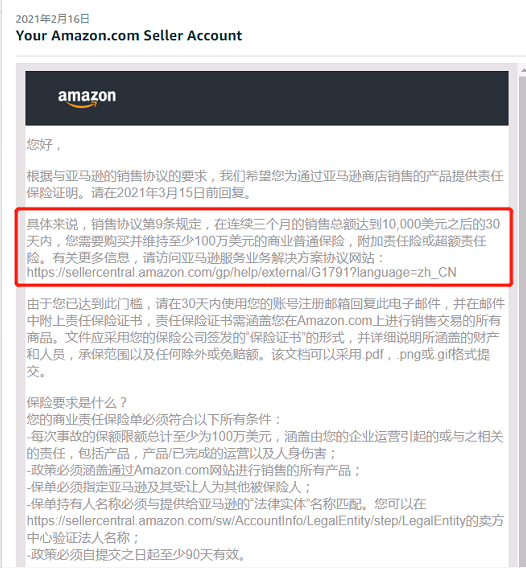 2021年2月16日
Your Amazon.com Seller Account
amazon
您好，
根据与亚马逊的销售协议的要求，我们希望您为通过亚马逊商店销售的产品提供责任
保险证明。请在2021年3月15日前回复。
具体来说，销售协议第9条规定，在连续三个月的销售总额达到10,000美元之后的30
天内，您需要购买并维持至少100万美元的商业普通保险，附加责任险或超额责任
险。有关更多信息，请访问亚马逊服务业务解决方案协议网站：
https://sellercentral.amazon.com/gp/help/external/G1791?language=zh_CN
由于您已达到此门槛，请在30天内使用您的账号注册邮箱回复此电子邮件，并在邮件
中附上责任保险证书，责任保险证书需涵盖您在Amazon.com上进行销售交易的所有
商品。文件应采用您的保险公司签发的“保险证书”的形式，并详细说明所涵盖的财产
和人员，承保范围以及任何除外或免赔额。该文档可以采用.pdf，.png或.gif格式提
交。
保险要求是什么？
您的商业责任保险单必须符合以下所有条件：
-每次事故的保额限额总计至少为100万美元，涵盖由您的企业运营引起的或与之相关
的责任，包括产品，产品/已完成的运营以及人身伤害；
-政策必须涵盖通过Amazon.com网站进行销售的所有产品；
-保单必须指定亚马逊及其受让人为其他被保险人；
-保单持有人名称必须与提供给亚马逊的“法律实体”名称匹配。您可以在
https://sellercentral.amazon.com/sw/AccountInfo/LegalEntity/step/LegalEntity的卖方
中心验证法人名称；
-政策必须自提交之日起至少90天有效。